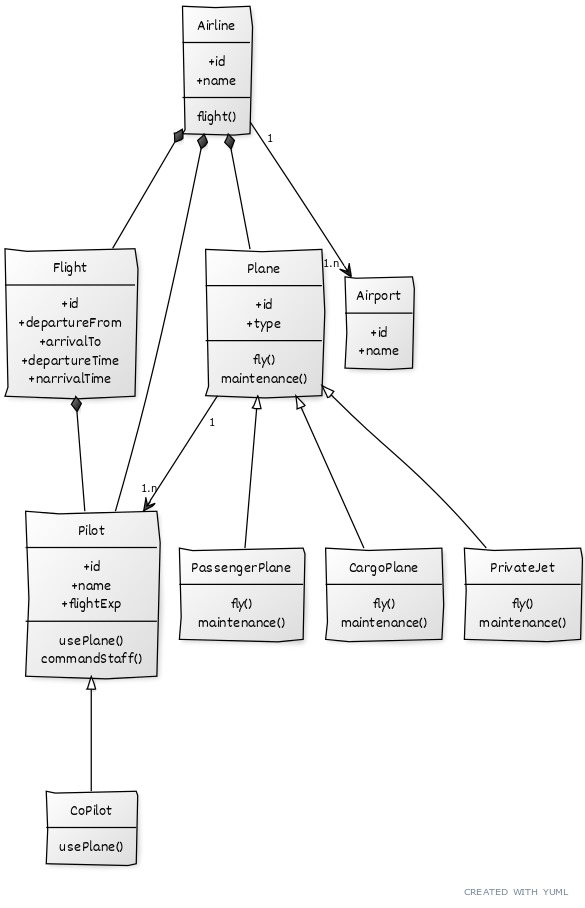 Airline
+id
+name
flight()
1
1.n
Flight
+id
+departureFrom
+arrivalTo
+departureTime
+narrivalTime
Plane
+id
+type
fly()
maintenance()
Airport
+id
+name
1
1.n
Pilot
+id
+name
+flightExp
usePlane()
commandStaff()
PassengerPlane
fly()
maintenance()
CargoPlane
fly()
maintenance()
PrivateJet
fly()
maintenance()
CoPilot
usePlane()
CREATED WITH YUML